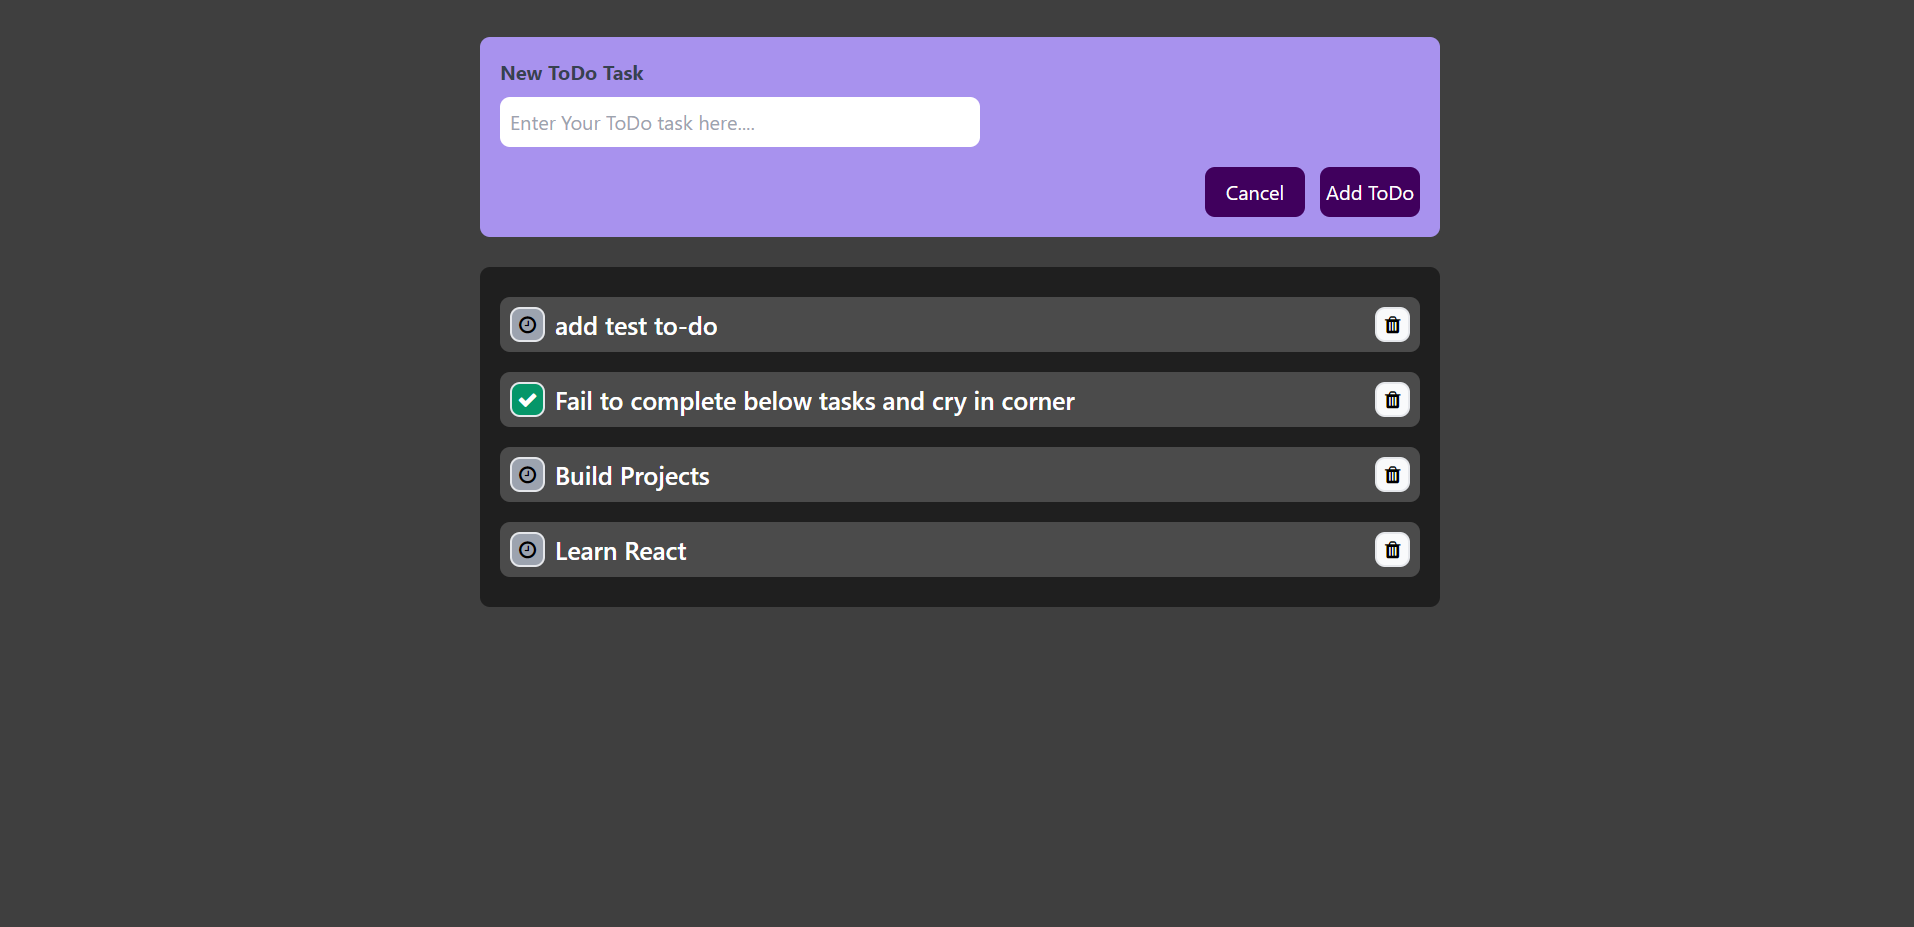 New ToDo Task
Enter Your ToDo task here....
Cancel Add ToDo
add test to-do
Fail to complete below tasks and cry in corner
Build Projects
Learn React